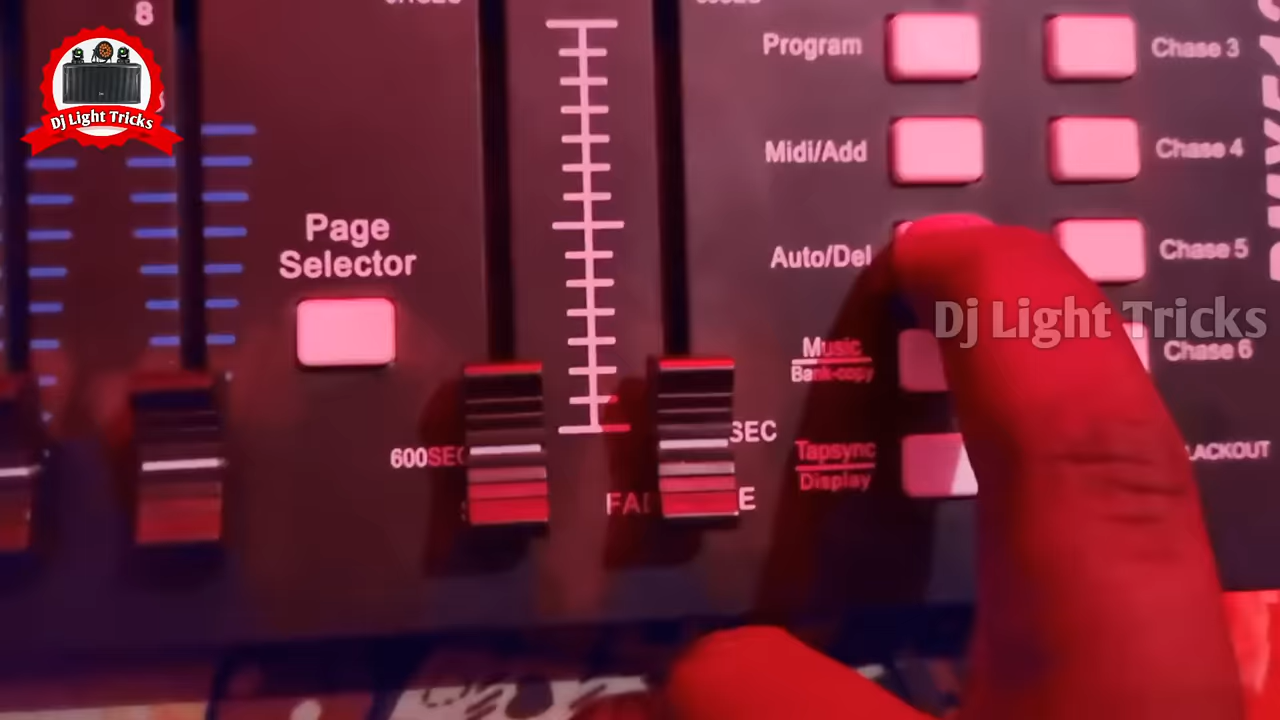 8
Dj Light Tricks
Program
Chase 3
Midi/Add
Chase 4
Page
Selector
Auto/Del
Chase 5
Dj Light Tricks
Music
Bank-copy
Chase 6
600SEC
SEC
Tapsync
Display